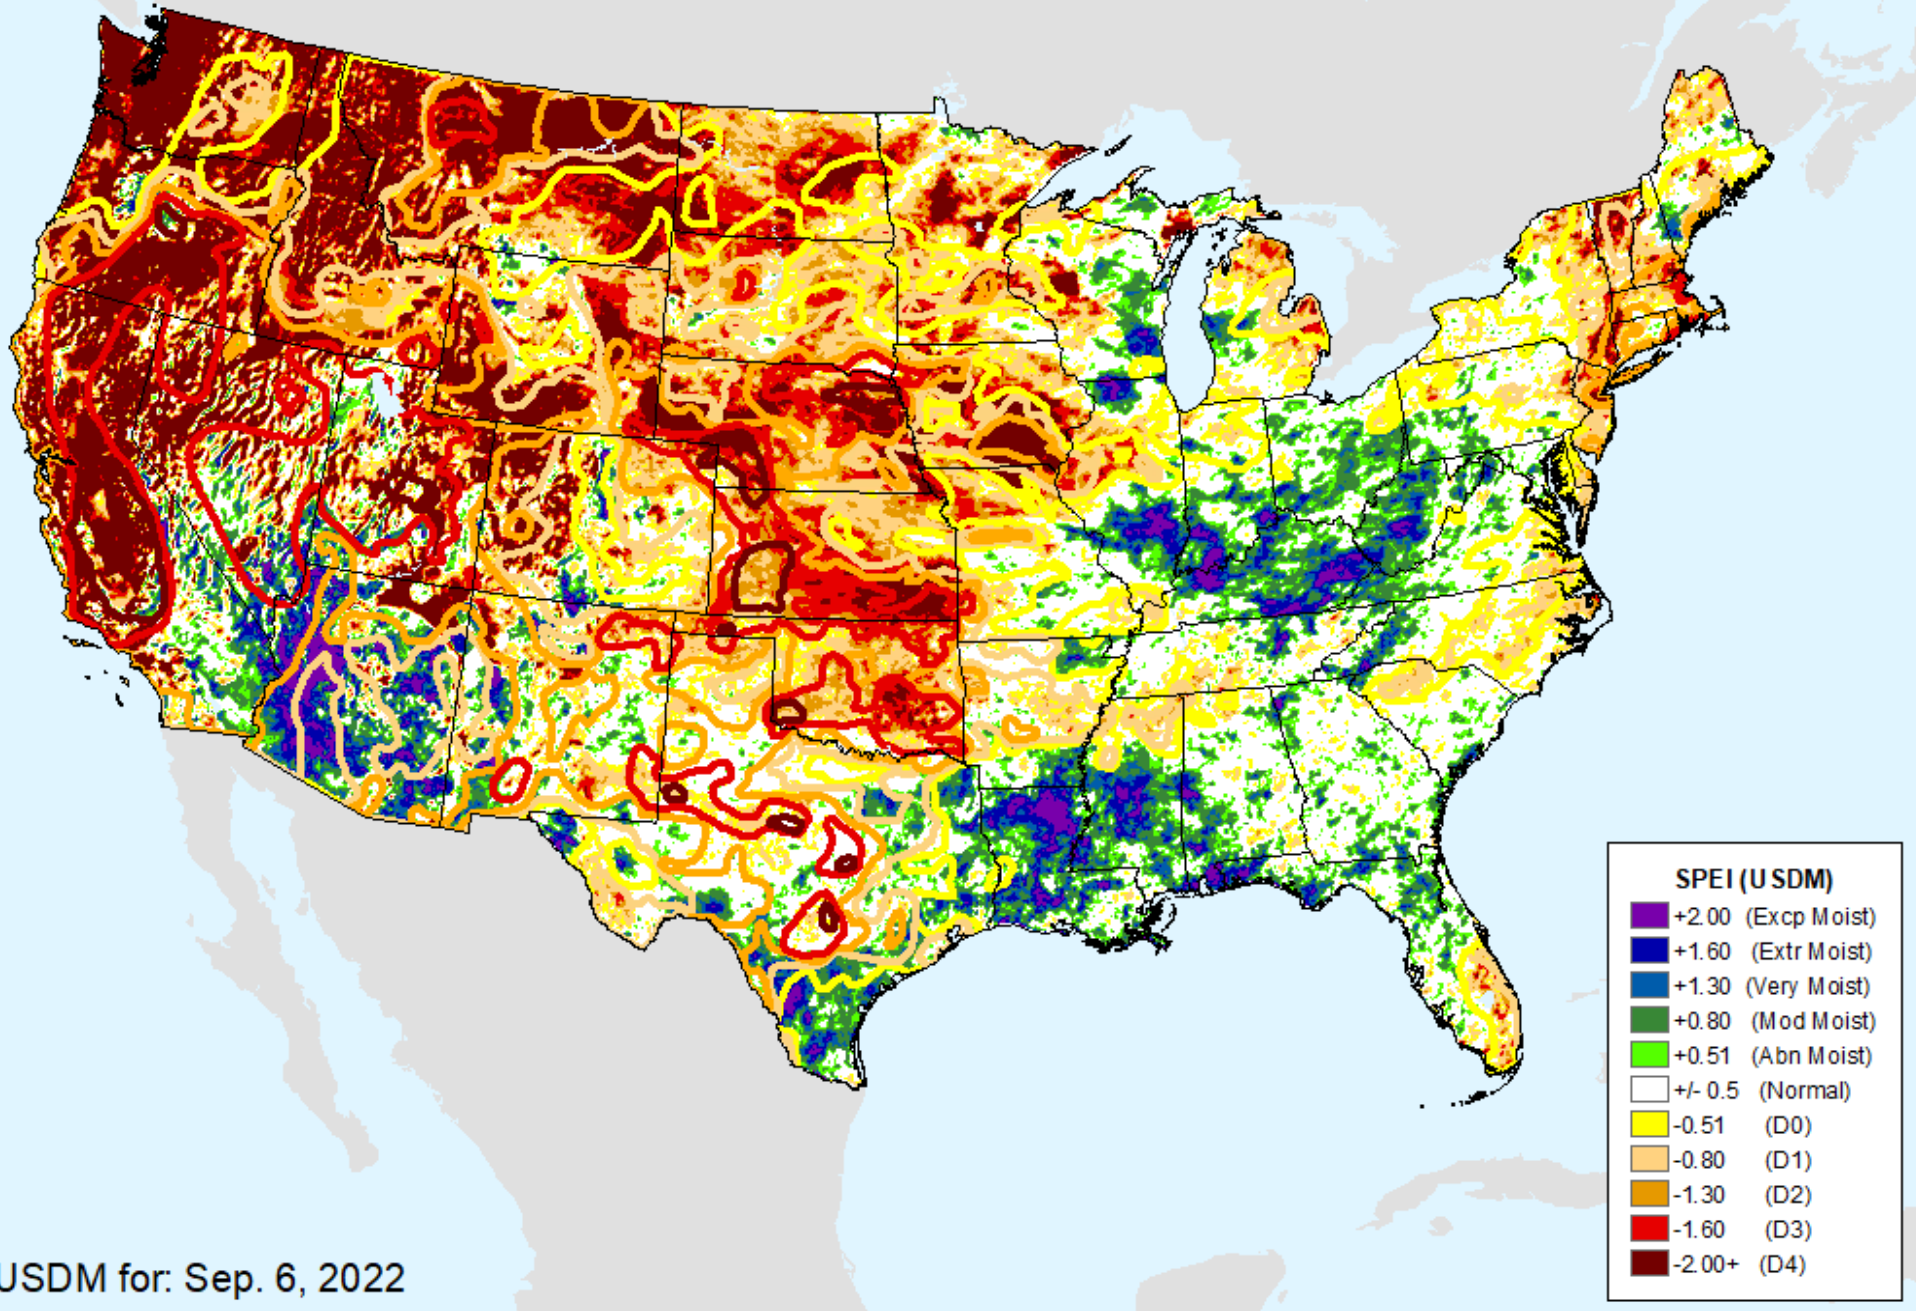 SPEI (USDM)
+2.00 (Excp Moist)
+1.60 (Extr Moist)
+1.30 (Very Moist)
+0.80 (Mod Moist)
+0.51 (Abn Moist)
+/- 0.5 (Normal)
-0.51 (D0)
-0.80 (D1)
-1.30 (D2)
-1.60 (D3)
-2.00+ (D4)
USDM for: Sep. 6, 2022